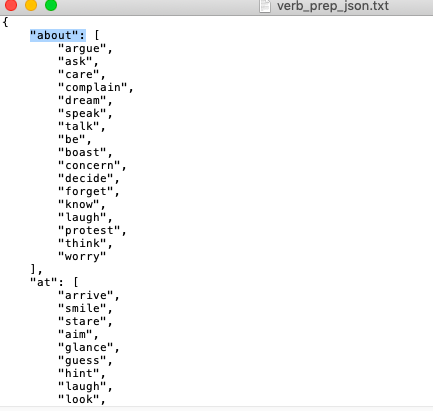 verb_prep_json.txt
{
    "about": [
        "argue",
        "ask",
        "care",
        "complain",
        "dream",
        "speak",
        "talk",
        "be",
        "boast",
        "concern",
        "decide",
        "forget",
        "know",
        "laugh",
        "protest",
        "think",
        "worry"
    ],
    "at": [
        "arrive",
        "smile",
        "stare",
        "aim",
        "glance",
        "guess",
        "hint",
        "laugh",
        "look",